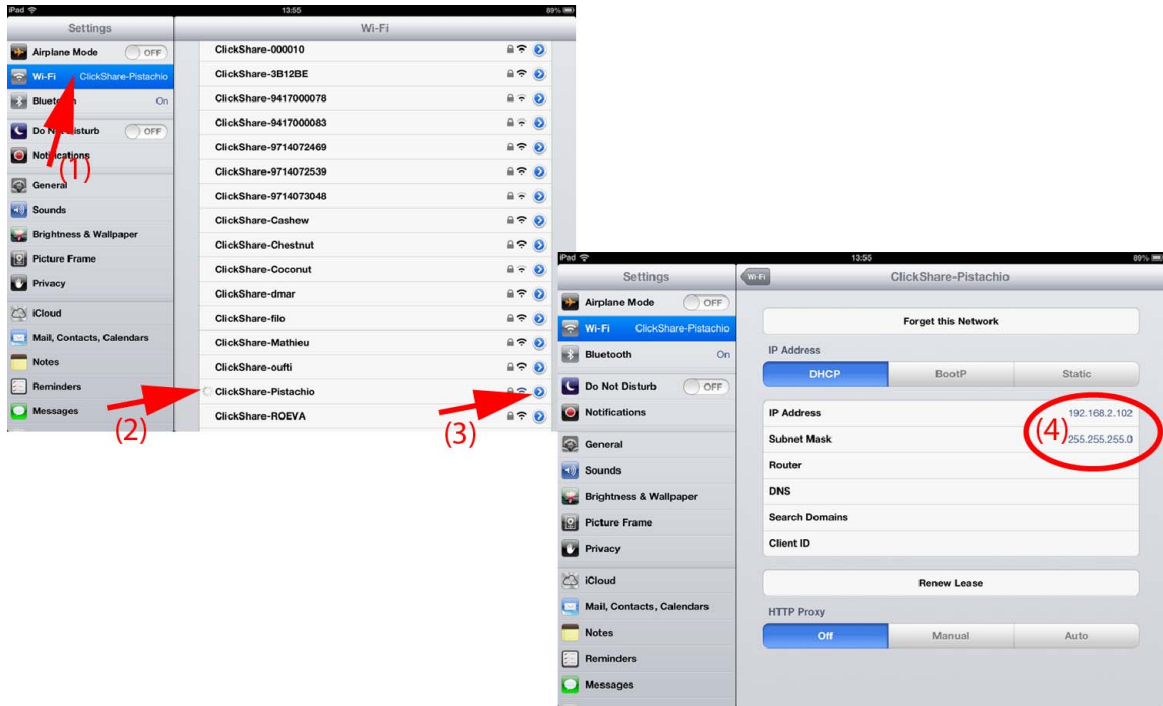 iPad 13:55 89%
Settings Wi-Fi
Airplane Mode OFF
Wi-Fi ClickShare-Pistachio
Bluetooth On
Do Not Disturb OFF
Notifications
(1)
General
Sounds
Brightness & Wallpaper
Picture Frame
Privacy
iCloud
Mail, Contacts, Calendars
Notes
Reminders
Messages
ClickShare-000010
ClickShare-3B12BE
ClickShare-9417000078
ClickShare-9417000083
ClickShare-9714072469
ClickShare-9714072539
ClickShare-9714073048
ClickShare-Cashew
ClickShare-Chestnut
ClickShare-Coconut
ClickShare-dmar
ClickShare-filo
ClickShare-Mathieu
ClickShare-oufti
ClickShare-Pistachio
ClickShare-ROEVA
(2)
(3)
iPad 13:55 89%
Settings Wi-Fi ClickShare-Pistachio
Airplane Mode OFF
Wi-Fi ClickShare-Pistachio
Bluetooth On
Do Not Disturb OFF
Notifications
General
Sounds
Brightness & Wallpaper
Picture Frame
Privacy
iCloud
Mail, Contacts, Calendars
Notes
Reminders
Messages
Forget this Network
IP Address
DHCP BootP Static
IP Address 192.168.2.102
(4)
Subnet Mask 255.255.255.0
Router
DNS
Search Domains
Client ID
Renew Lease
HTTP Proxy
Off Manual Auto